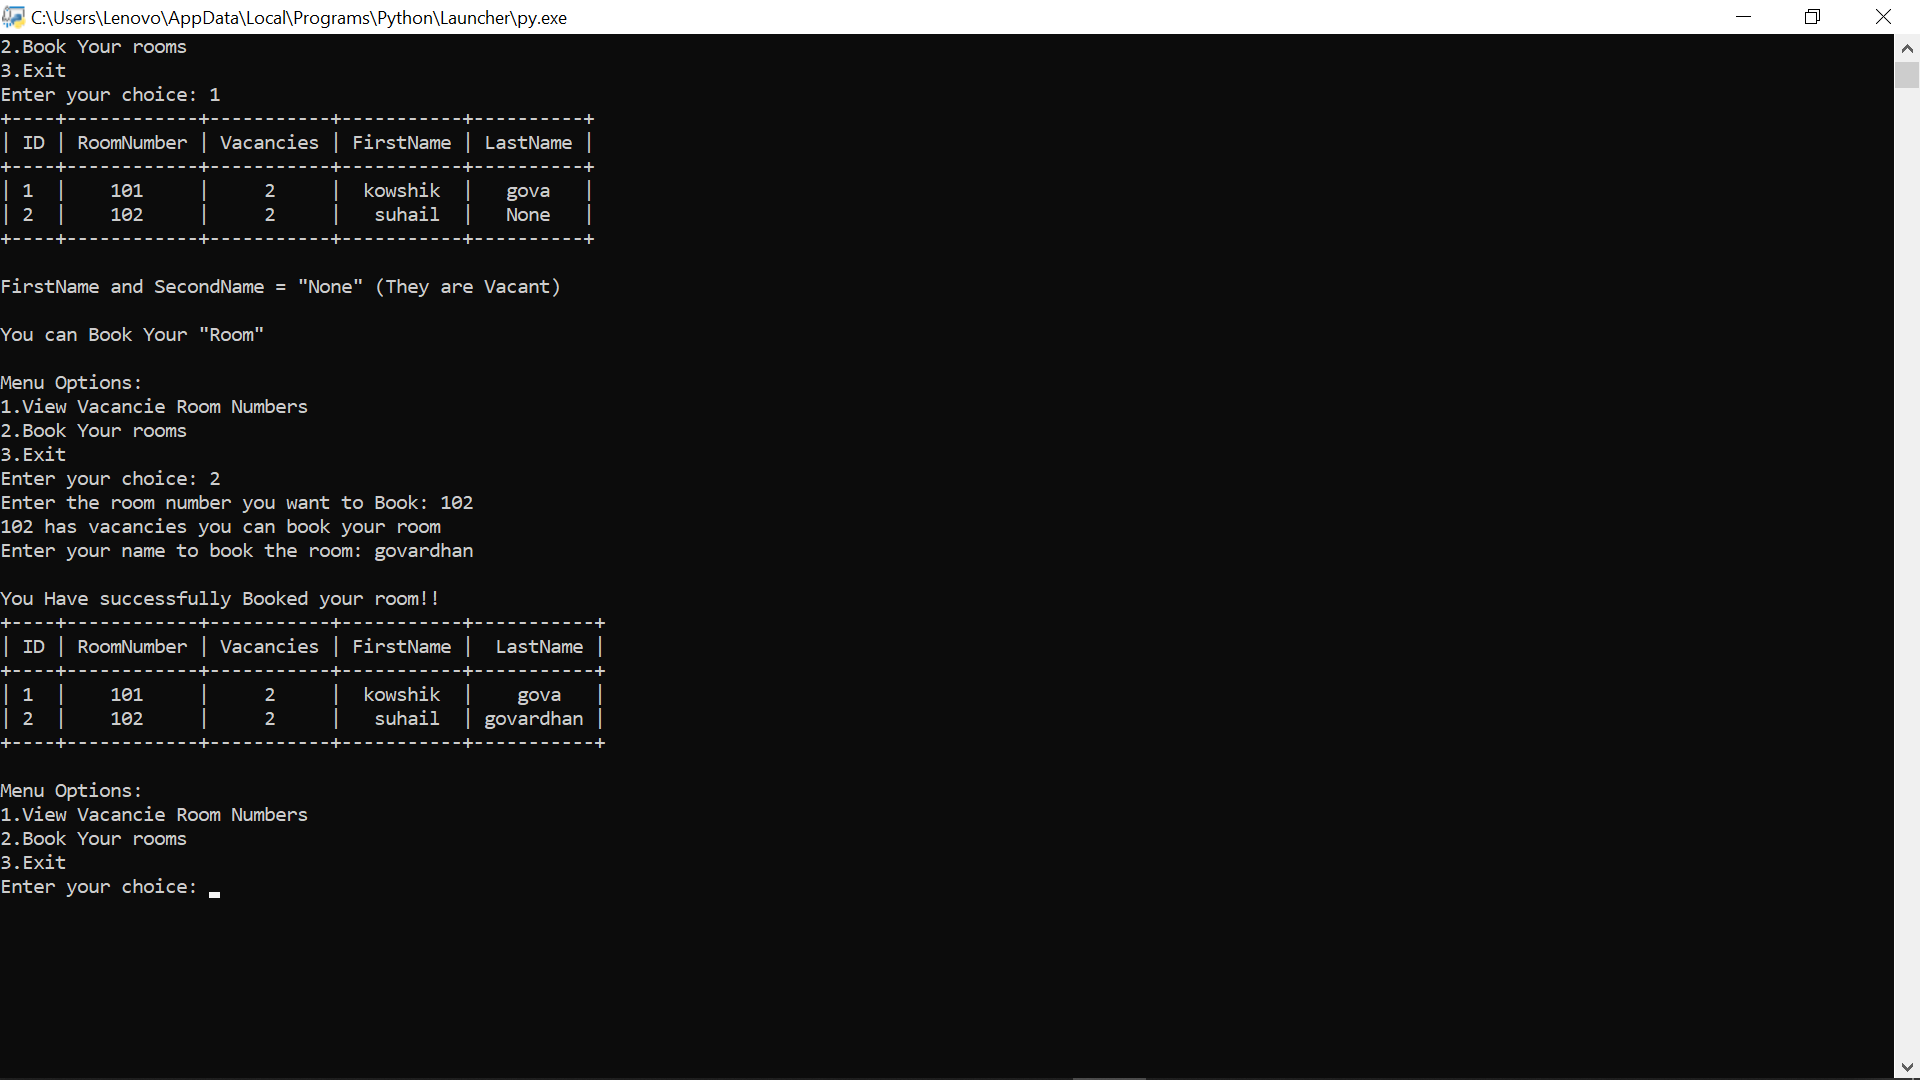 C:\Users\Lenovo\AppData\Local\Programs\Python\Launcher\py.exe
2.Book Your rooms
3.Exit
Enter your choice: 1
+----+------------+-----------+-----------+----------+
| ID | RoomNumber | Vacancies | FirstName | LastName |
+----+------------+-----------+-----------+----------+
| 1  |    101     |     2     |  kowshik  |   gova   |
| 2  |    102     |     2     |   suhail  |   None   |
+----+------------+-----------+-----------+----------+
FirstName and SecondName = "None" (They are Vacant)
You can Book Your "Room"
Menu Options:
1.View Vacancie Room Numbers
2.Book Your rooms
3.Exit
Enter your choice: 2
Enter the room number you want to Book: 102
102 has vacancies you can book your room
Enter your name to book the room: govardhan
You Have successfully Booked your room!!
+----+------------+-----------+-----------+-----------+
| ID | RoomNumber | Vacancies | FirstName |  LastName |
+----+------------+-----------+-----------+-----------+
| 1  |    101     |     2     |  kowshik  |    gova   |
| 2  |    102     |     2     |   suhail  | govardhan |
+----+------------+-----------+-----------+-----------+
Menu Options:
1.View Vacancie Room Numbers
2.Book Your rooms
3.Exit
Enter your choice: